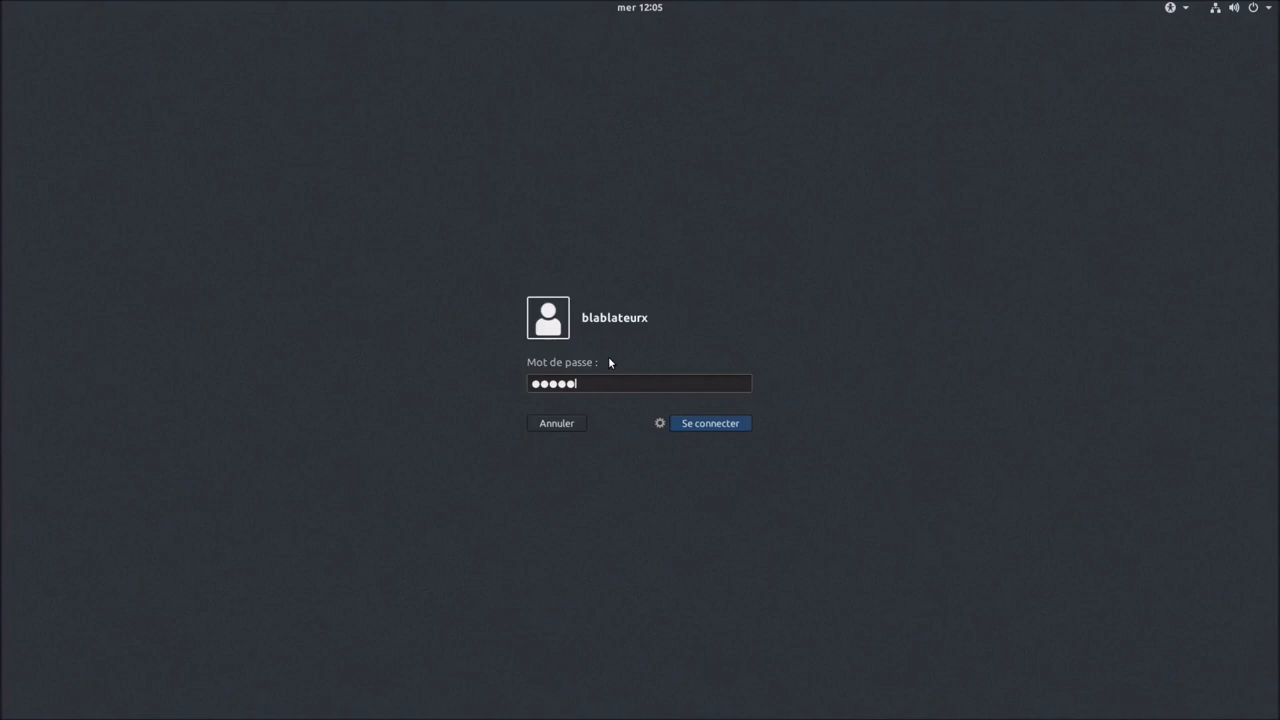 mer 12:05
blablateurx
Mot de passe :
Annuler
Se connecter